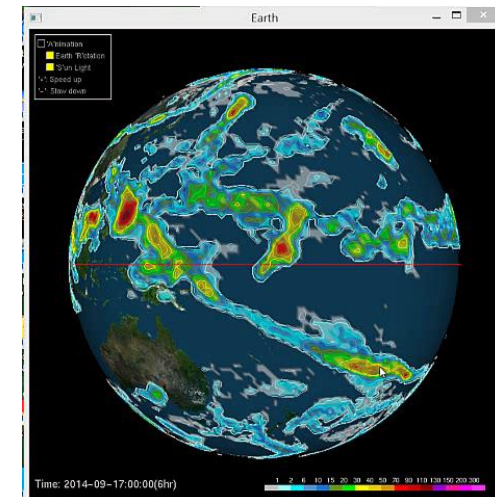 Earth
'A'nimation
Earth 'R'otation
'S'un Light
'+': Speed up
'-': Slow down
Time: 2014-09-17:00:00(6hr)
1 2 6 10 15 20 30 40 50 70 90 110 130 150 200 300